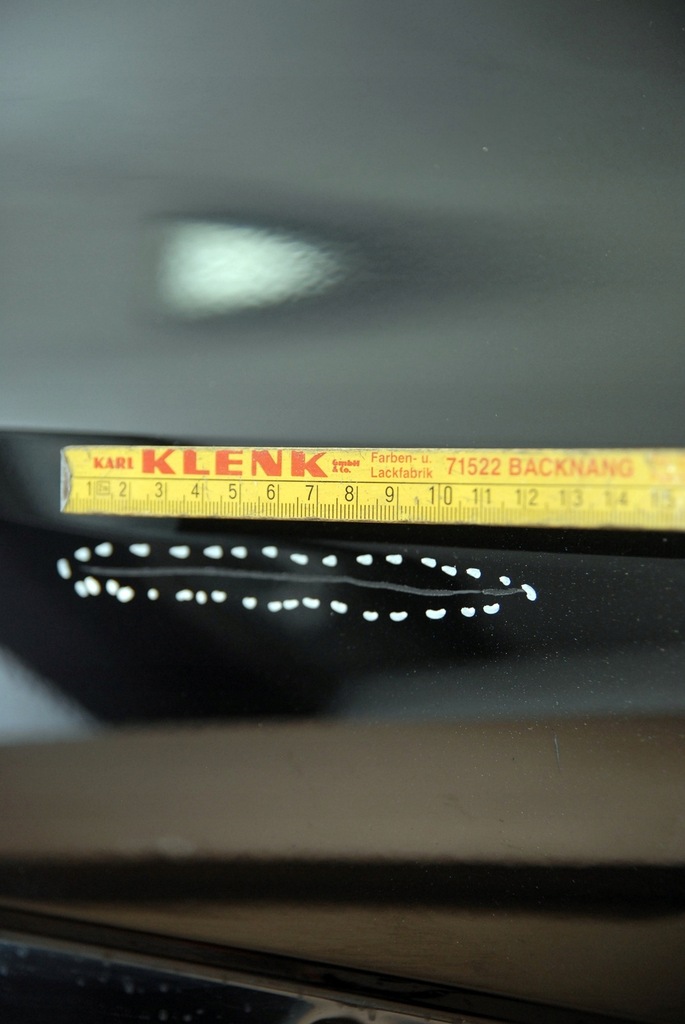 KARL KLENK GmbH & Co. Farben- u. Lackfabrik 71522 BACKNANG
1 2 3 4 5 6 7 8 9 10 11 12 13 14 15